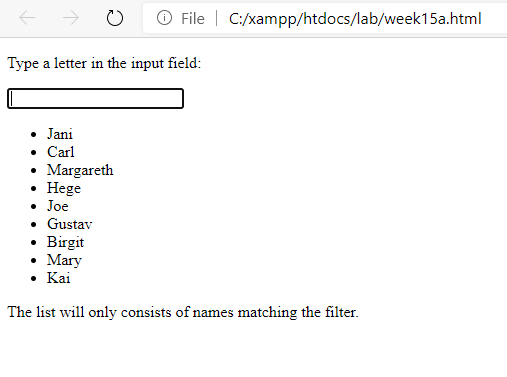 File | C:/xampp/htdocs/lab/week15a.html
Type a letter in the input field:
• Jani
• Carl
• Margareth
• Hege
• Joe
• Gustav
• Birgit
• Mary
• Kai
The list will only consists of names matching the filter.